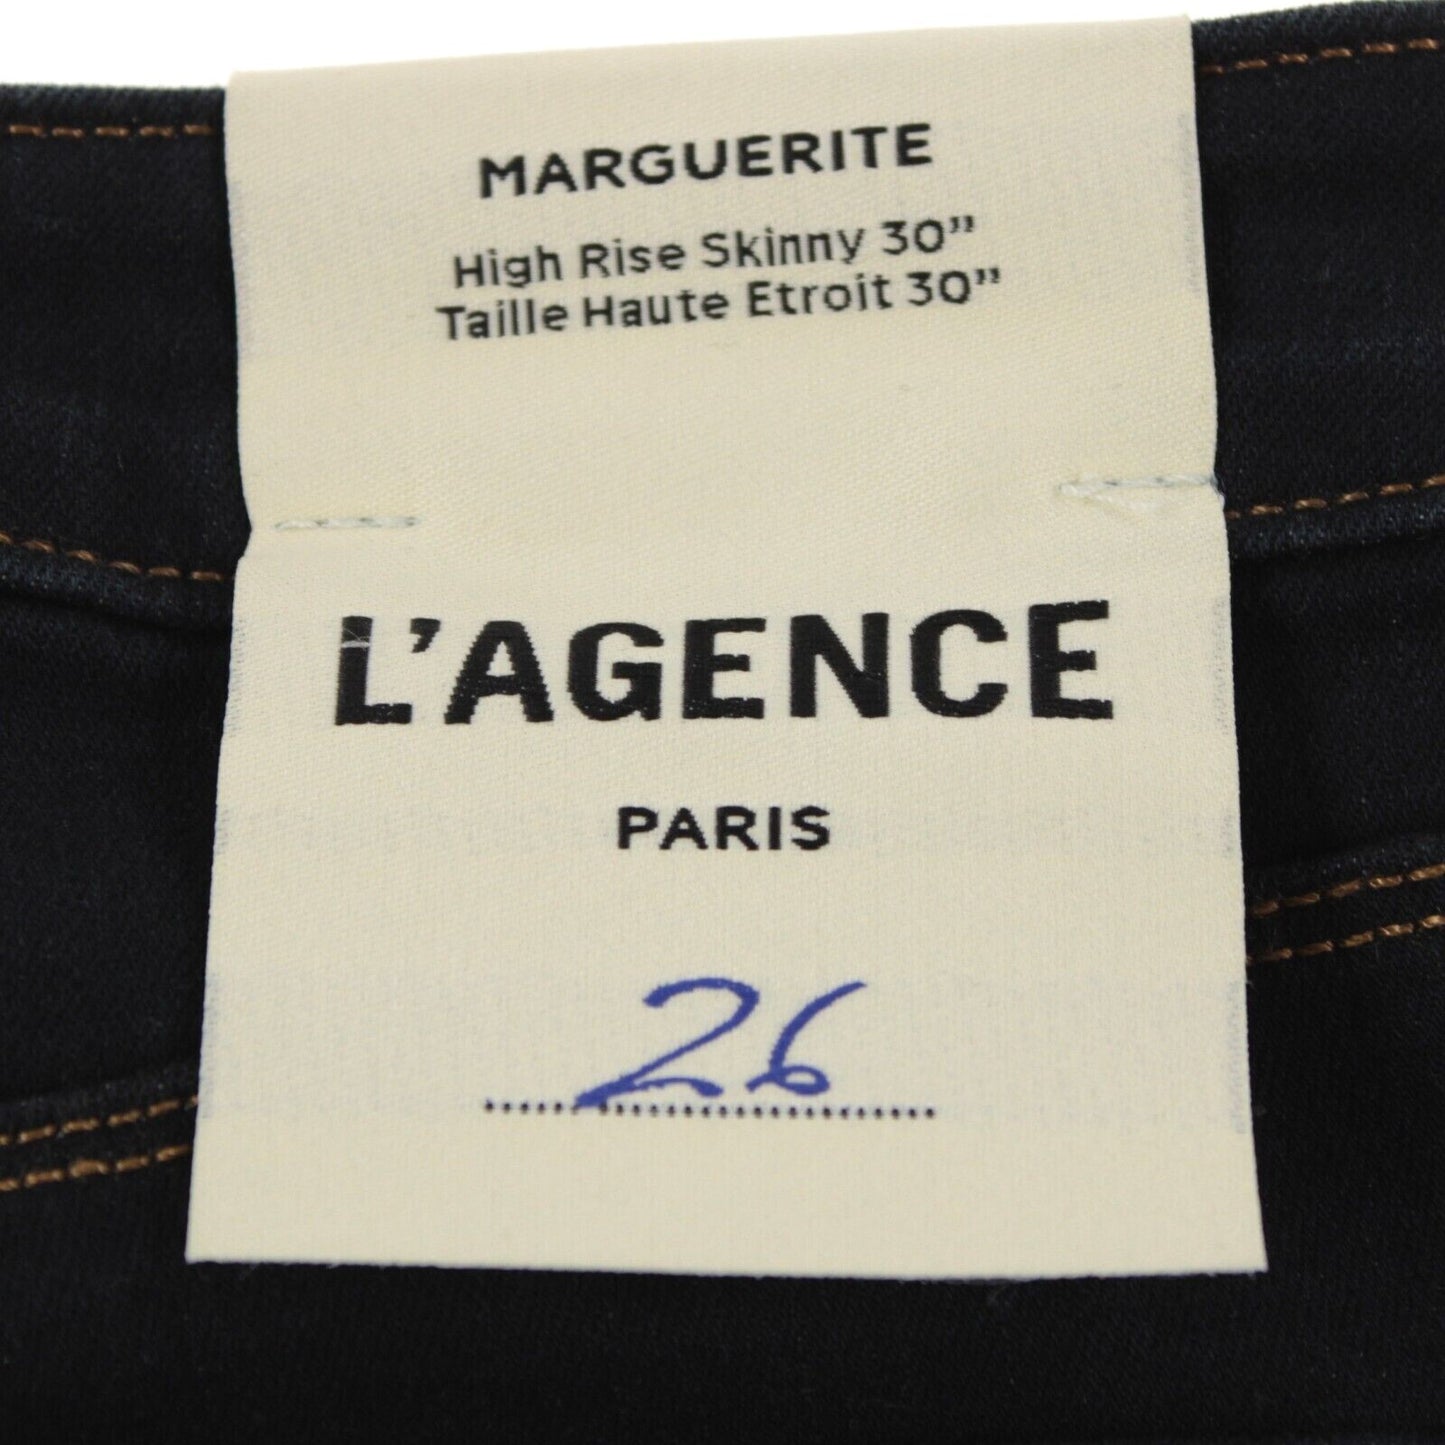 MARGUERITE
High Rise Skinny 30”
Taille Haute Etroit 30”
L’AGENCE
PARIS
26